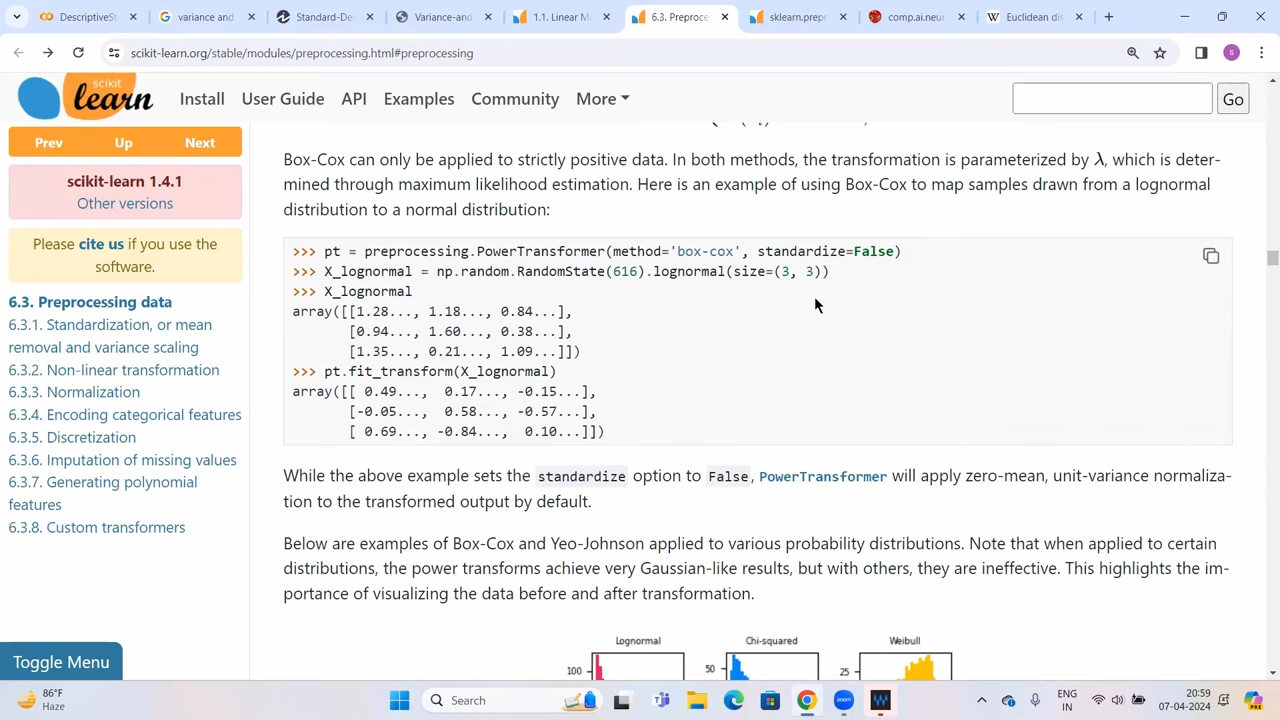 DescriptiveSt
variance and
Standard-De
Variance-and
1.1. Linear Mo
6.3. Preproce
sklearn.prepr
comp.ai.neur
Euclidean dis
scikit-learn.org/stable/modules/preprocessing.html#preprocessing
S
scikit
learn
Install
User Guide
API
Examples
Community
More
Go
Prev
Up
Next
scikit-learn 1.4.1
Other versions
Please cite us if you use the
software.
6.3. Preprocessing data
6.3.1. Standardization, or mean
removal and variance scaling
6.3.2. Non-linear transformation
6.3.3. Normalization
6.3.4. Encoding categorical features
6.3.5. Discretization
6.3.6. Imputation of missing values
6.3.7. Generating polynomial
features
6.3.8. Custom transformers
Toggle Menu
Box-Cox can only be applied to strictly positive data. In both methods, the transformation is parameterized by λ, which is deter-
mined through maximum likelihood estimation. Here is an example of using Box-Cox to map samples drawn from a lognormal
distribution to a normal distribution:
>>> pt = preprocessing.PowerTransformer(method='box-cox', standardize=False)
>>> X_lognormal = np.random.RandomState(616).lognormal(size=(3, 3))
>>> X_lognormal
array([[1.28..., 1.18..., 0.84...],
[0.94..., 1.60..., 0.38...],
[1.35..., 0.21..., 1.09...]])
>>> pt.fit_transform(X_lognormal)
array([[ 0.49..., 0.17..., -0.15...],
[-0.05..., 0.58..., -0.57...],
[ 0.69..., -0.84..., 0.10...]])
While the above example sets the standardize option to False, PowerTransformer will apply zero-mean, unit-variance normaliza-
tion to the transformed output by default.
Below are examples of Box-Cox and Yeo-Johnson applied to various probability distributions. Note that when applied to certain
distributions, the power transforms achieve very Gaussian-like results, but with others, they are ineffective. This highlights the im-
portance of visualizing the data before and after transformation.
Lognormal
Chi-squared
Weibull
100
50
25
86°F
Haze
Search
zoom
ENG
IN
20:59
07-04-2024
PRE